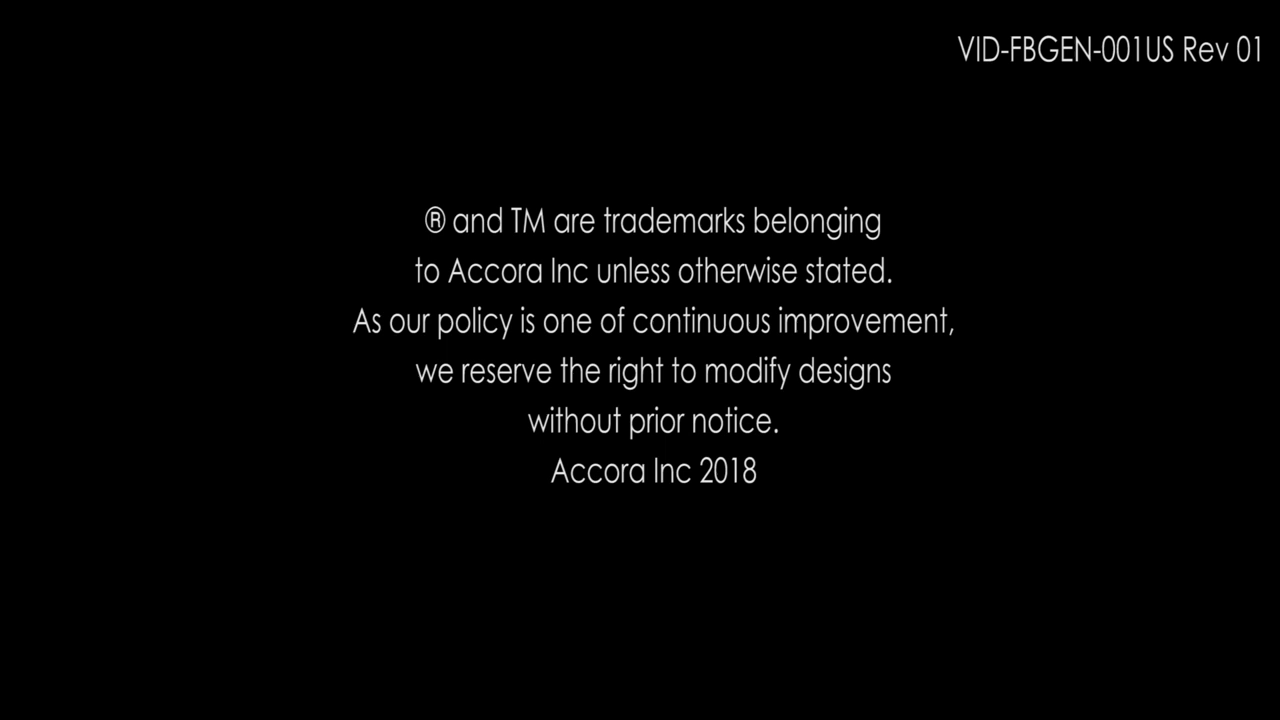 VID-FBGEN-001US Rev 01
® and TM are trademarks belonging
to Accora Inc unless otherwise stated.
As our policy is one of continuous improvement,
we reserve the right to modify designs
without prior notice.
Accora Inc 2018